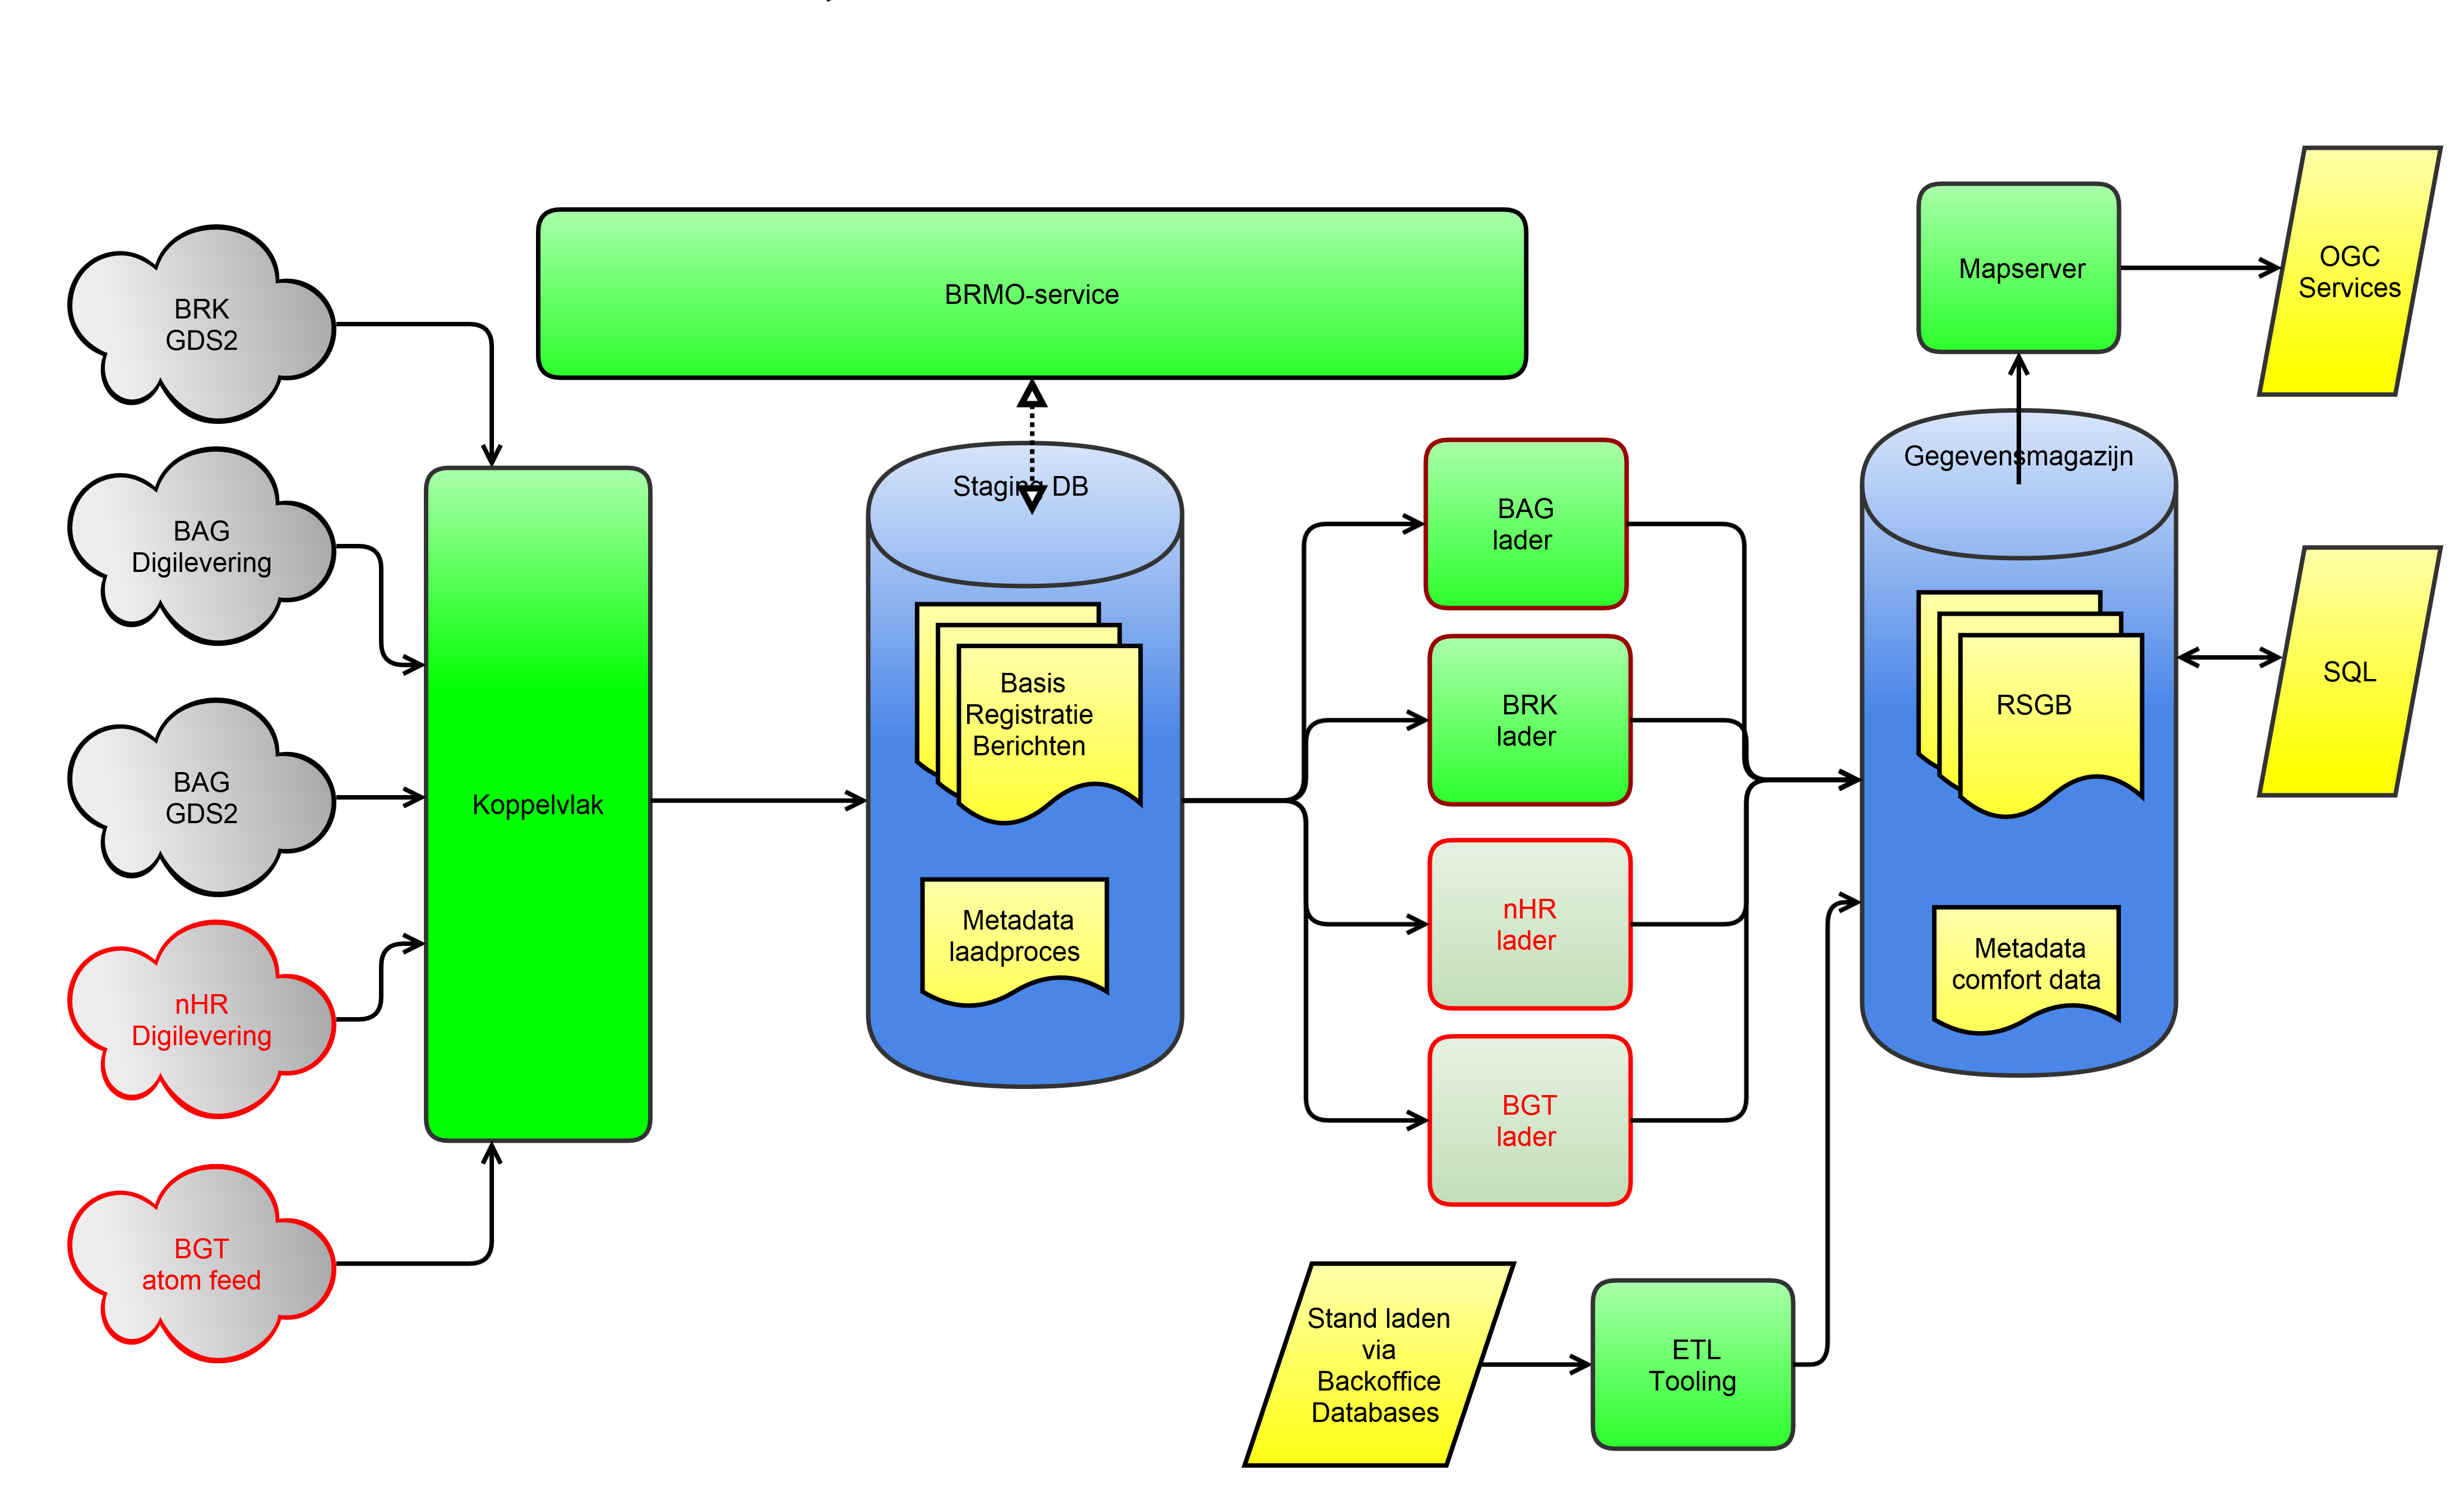 BRMO-service
BRK
GDS2
BAG
Digilevering
BAG
GDS2
nHR
Digilevering
BGT
atom feed
Koppelvlak
Staging DB
Basis
Registratie
Berichten
Metadata
laadproces
BAG
lader
BRK
lader
nHR
lader
BGT
lader
Stand laden
via
Backoffice
Databases
ETL
Tooling
Mapserver
Gegevensmagazijn
RSGB
Metadata
comfort data
OGC
Services
SQL